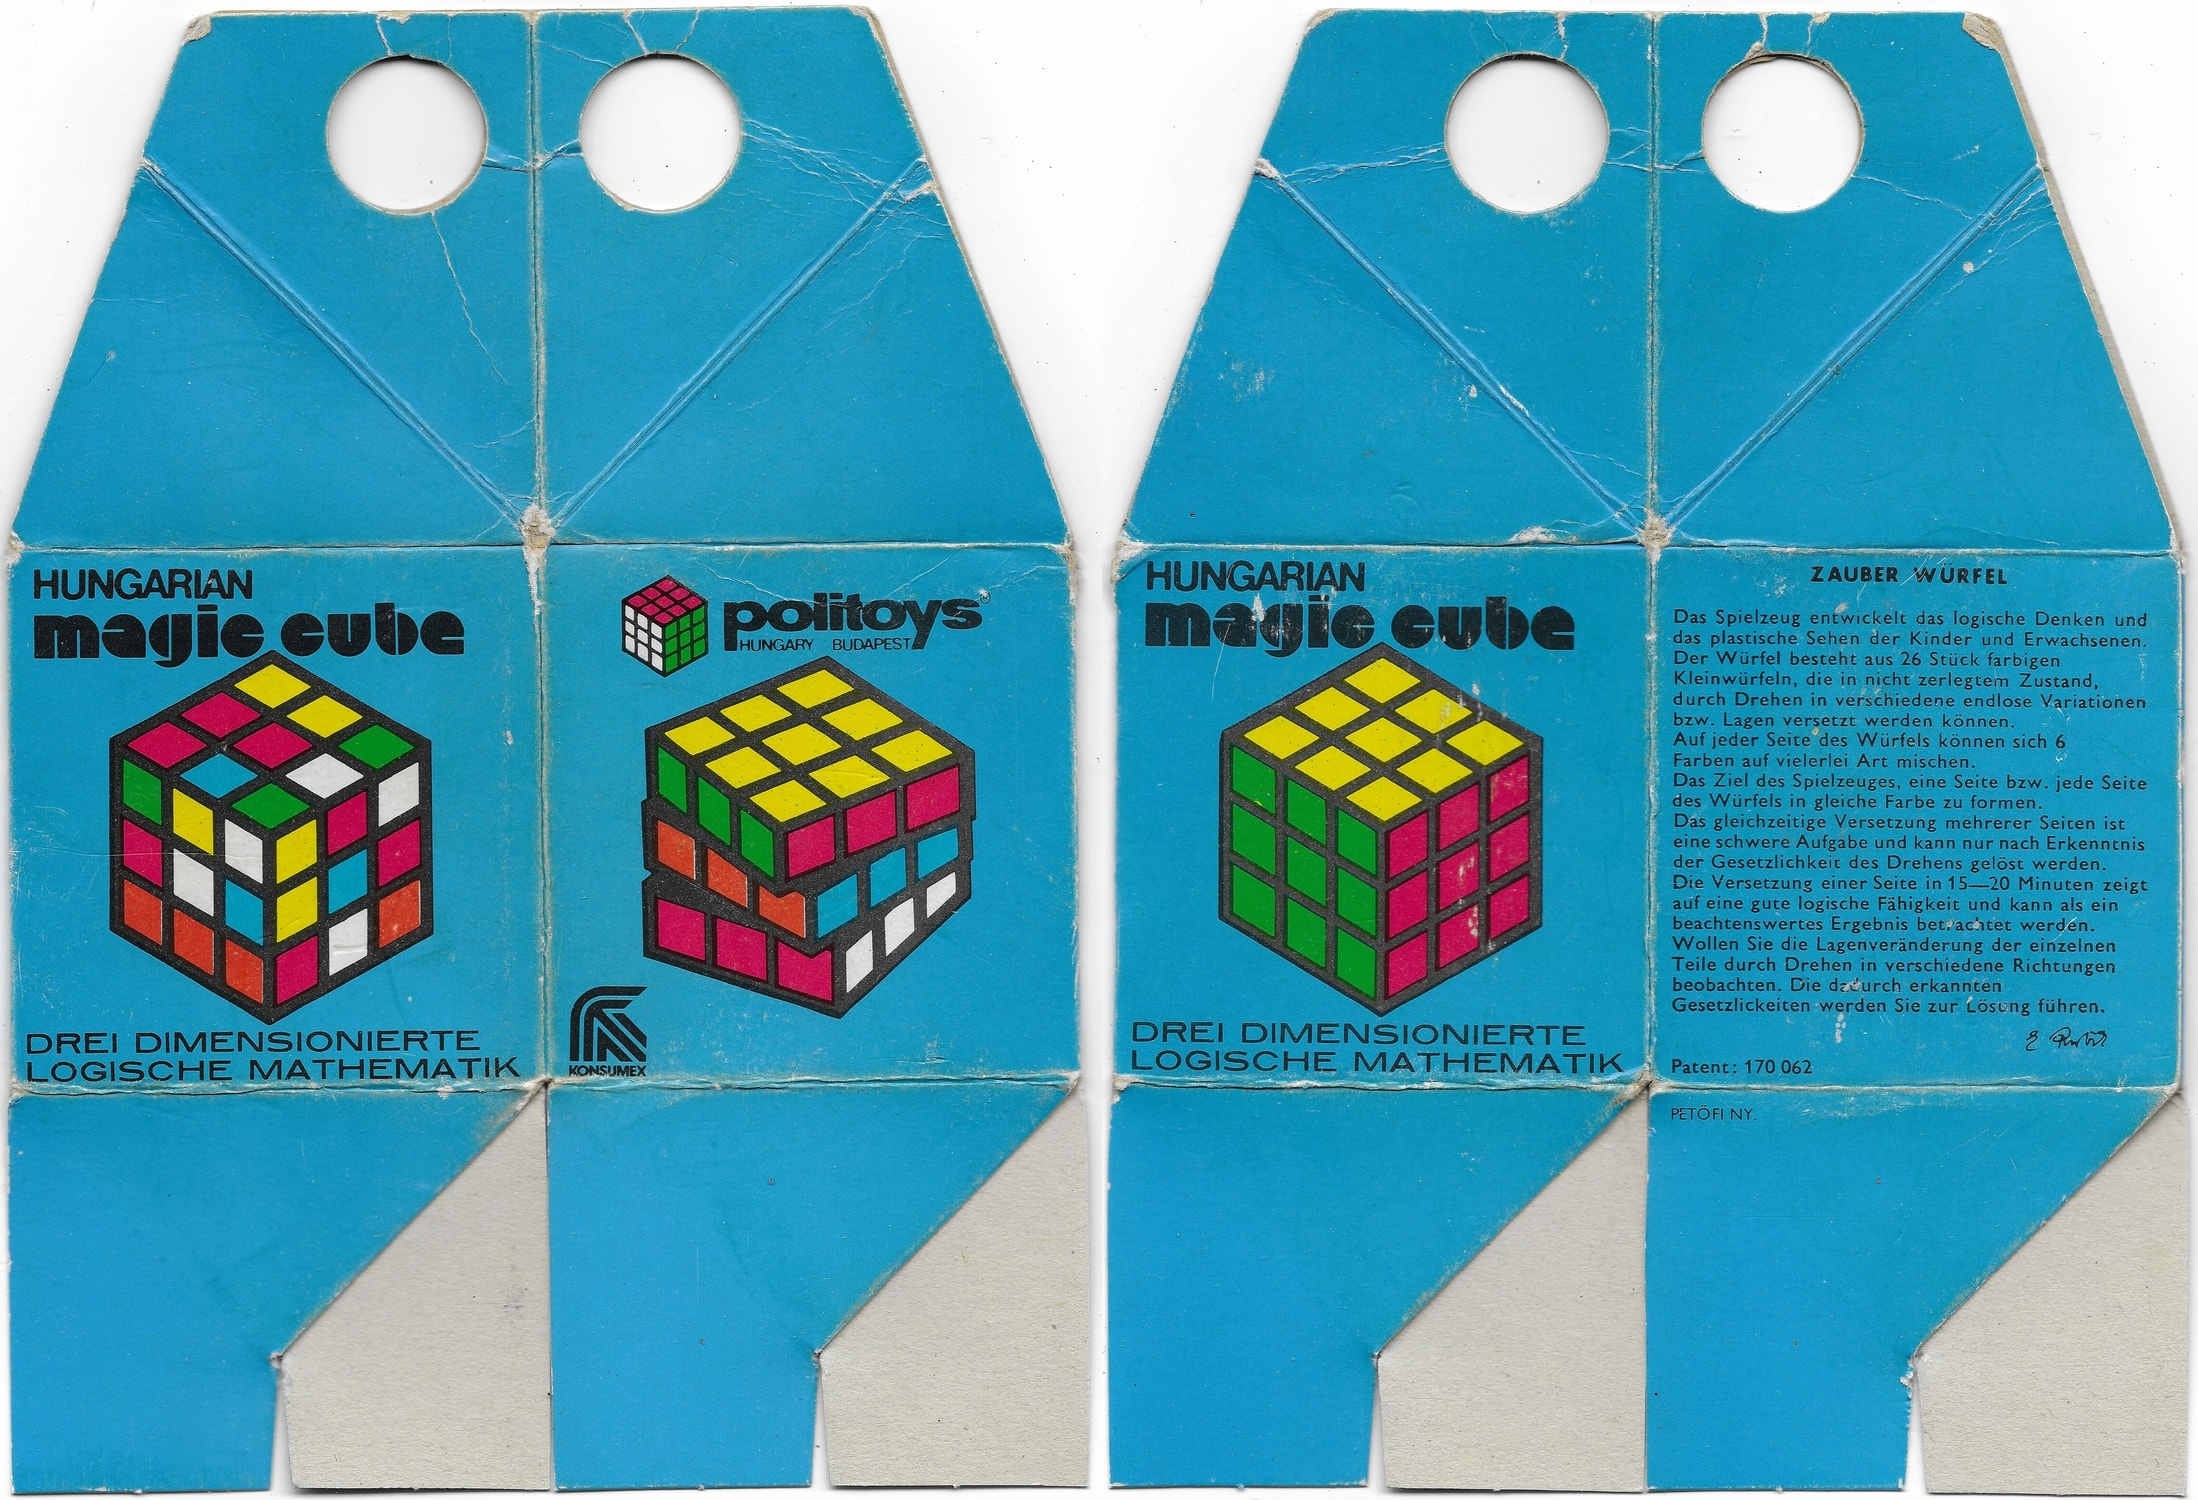 HUNGARIAN
magic cube
DREI DIMENSIONIERTE
LOGISCHE MATHEMATIK
politoys®
HUNGARY BUDAPEST
KONSUMEX
HUNGARIAN
magic cube
DREI DIMENSIONIERTE
LOGISCHE MATHEMATIK
ZAUBER WÜRFEL
Das Spielzeug entwickelt das logische Denken und
das plastische Sehen der Kinder und Erwachsenen.
Der Würfel besteht aus 26 Stück farbigen
Kleinwürfeln, die in nicht zerlegtem Zustand,
durch Drehen in verschiedene endlose Variationen
bzw. Lagen versetzt werden können.
Auf jeder Seite des Würfels können sich 6
Farben auf vielerlei Art mischen.
Das Ziel des Spielzeuges, eine Seite bzw. jede Seite
des Würfels in gleiche Farbe zu formen.
Das gleichzeitige Versetzung mehrerer Seiten ist
eine schwere Aufgabe und kann nur nach Erkenntnis
der Gesetzlichkeit des Drehens gelöst werden.
Die Versetzung einer Seite in 15—20 Minuten zeigt
auf eine gute logische Fähigkeit und kann als ein
beachtenswertes Ergebnis betrachtet werden.
Wollen Sie die Lagenveränderung der einzelnen
Teile durch Drehen in verschiedene Richtungen
beobachten. Die dadurch erkannten
Gesetzlickeiten werden Sie zur Lösung führen.
Patent: 170 062
PETŐFI NY.